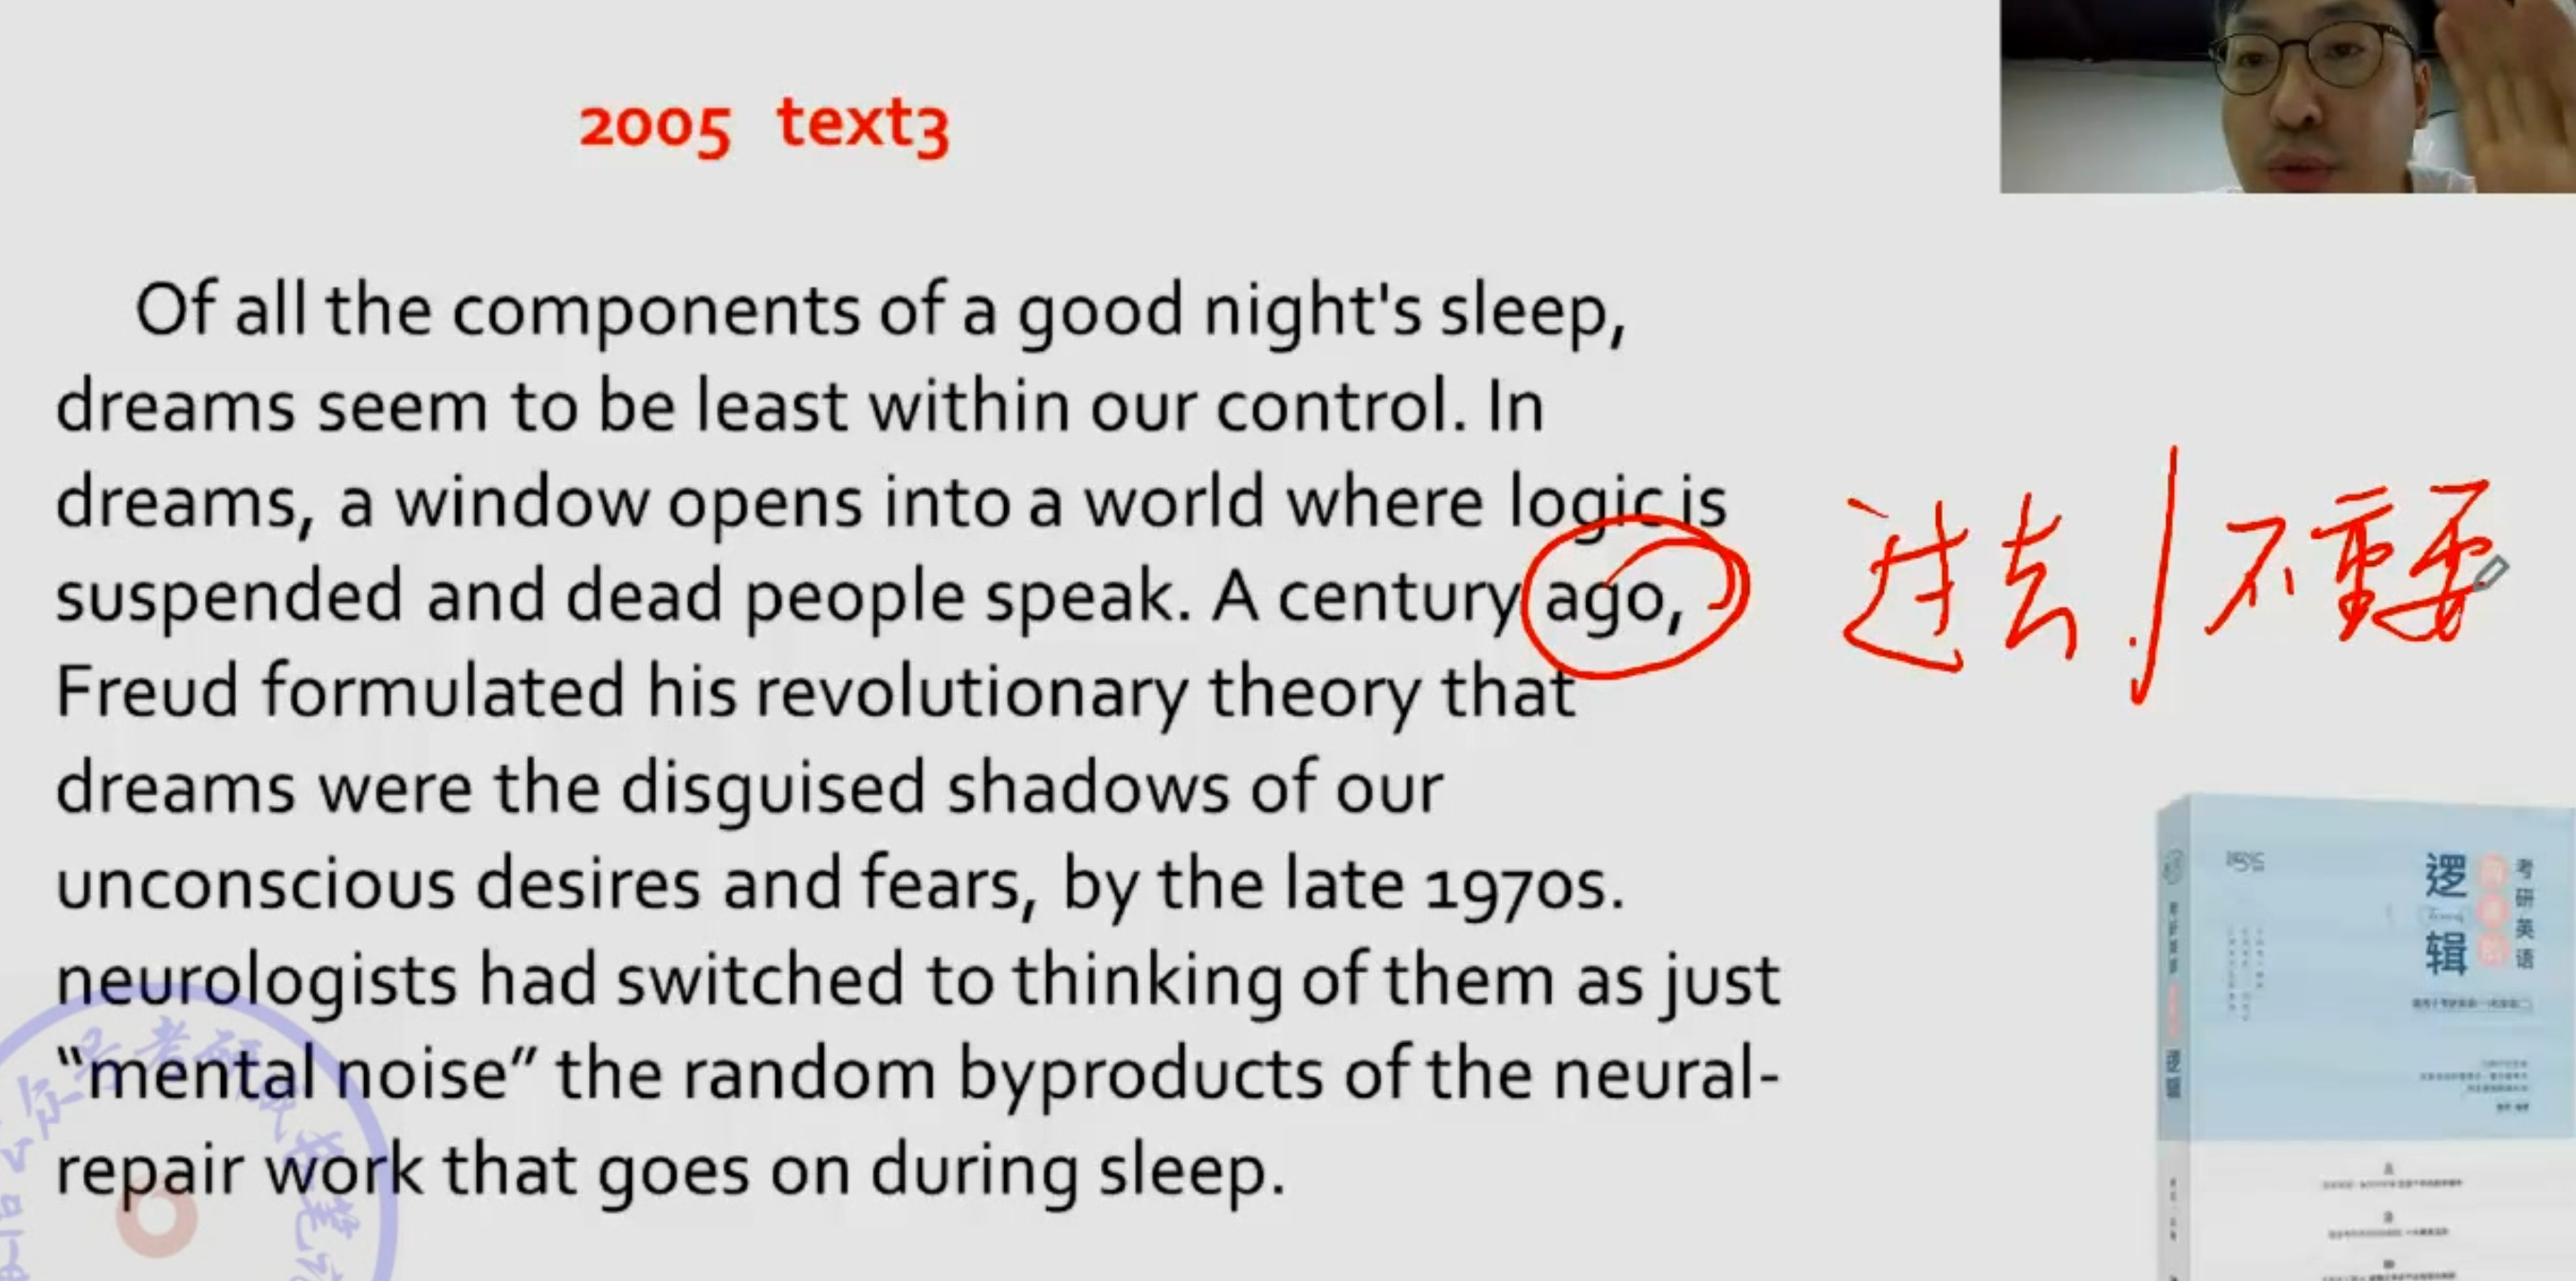 2005 text3
Of all the components of a good night's sleep,
dreams seem to be least within our control. In
dreams, a window opens into a world where logic is
suspended and dead people speak. A century ago,
过去. 不重要
Freud formulated his revolutionary theory that
dreams were the disguised shadows of our
unconscious desires and fears, by the late 1970s.
neurologists had switched to thinking of them as just
“mental noise” the random byproducts of the neural-
repair work that goes on during sleep.
考研英语
逻辑
逻辑